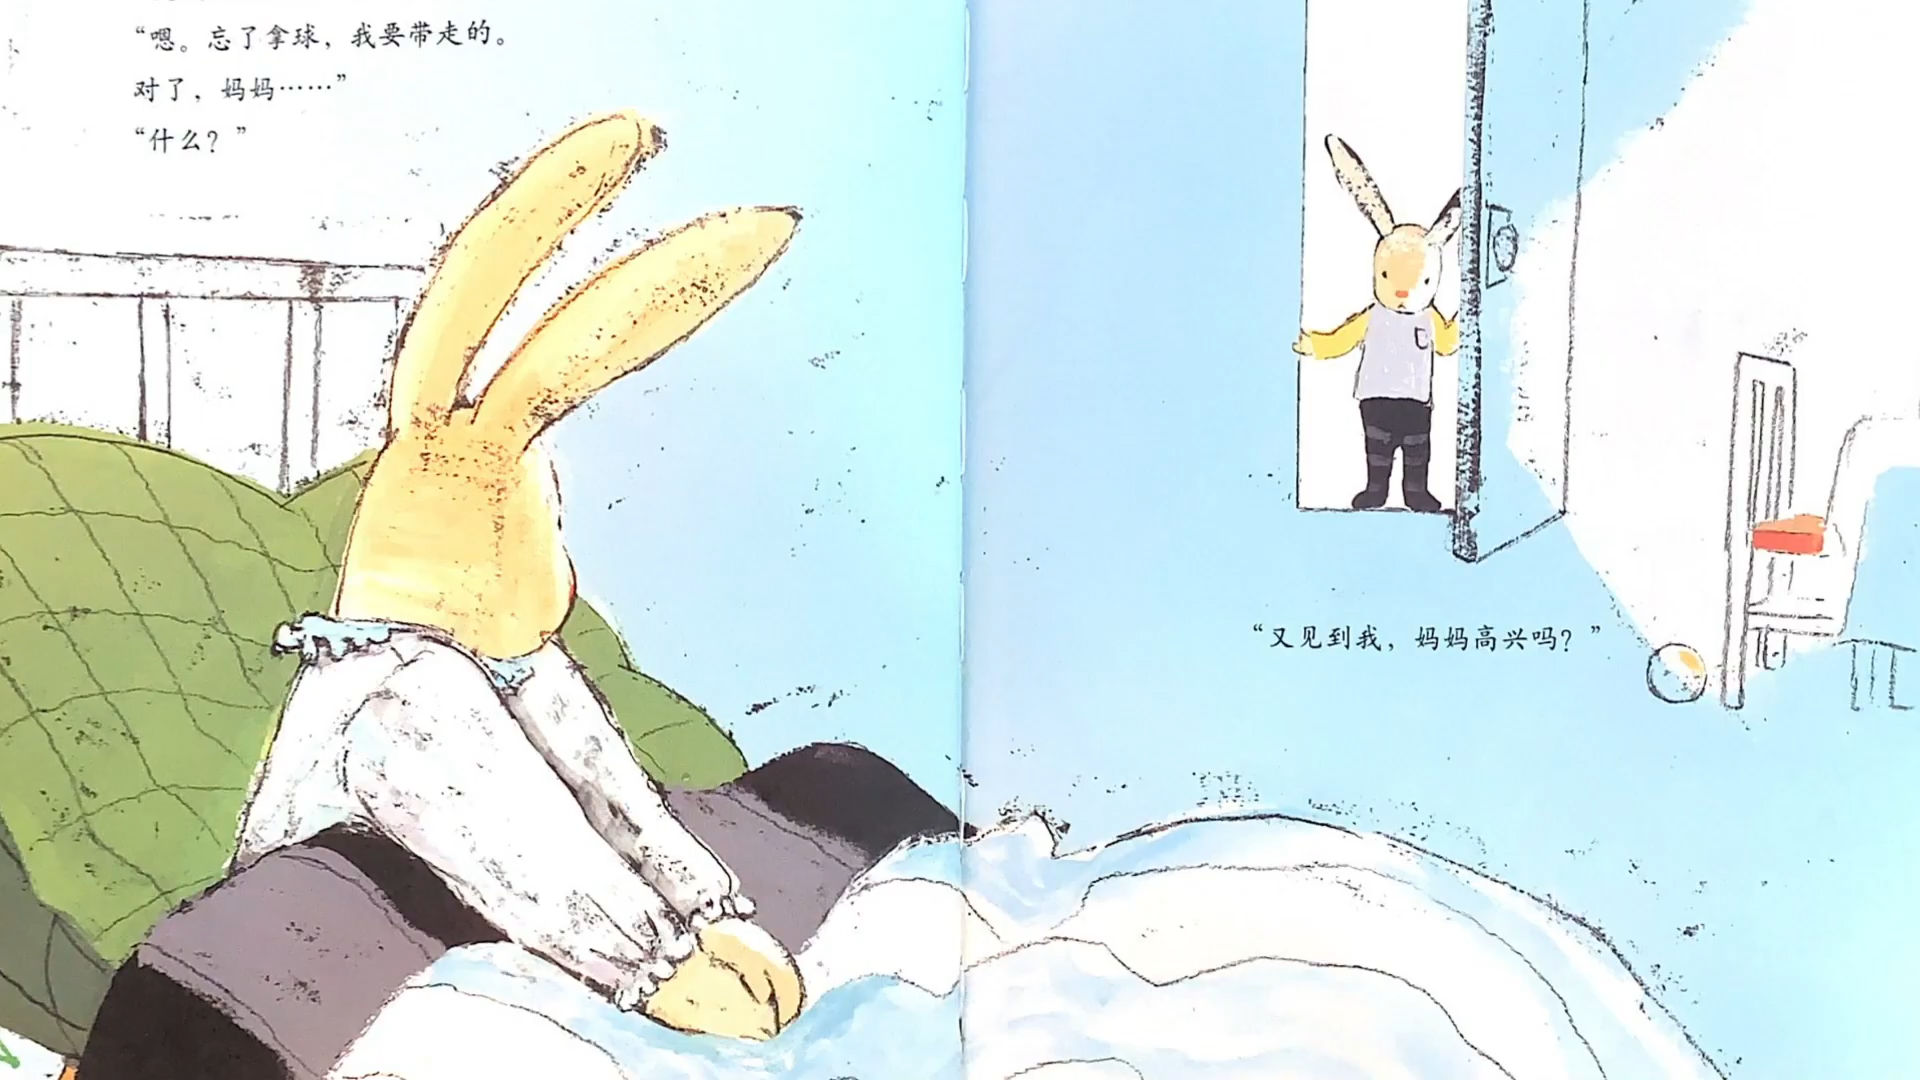 “嗯。忘了拿球，我要带走的。
对了，妈妈……”
“什么？”
“又见到我，妈妈高兴吗？”